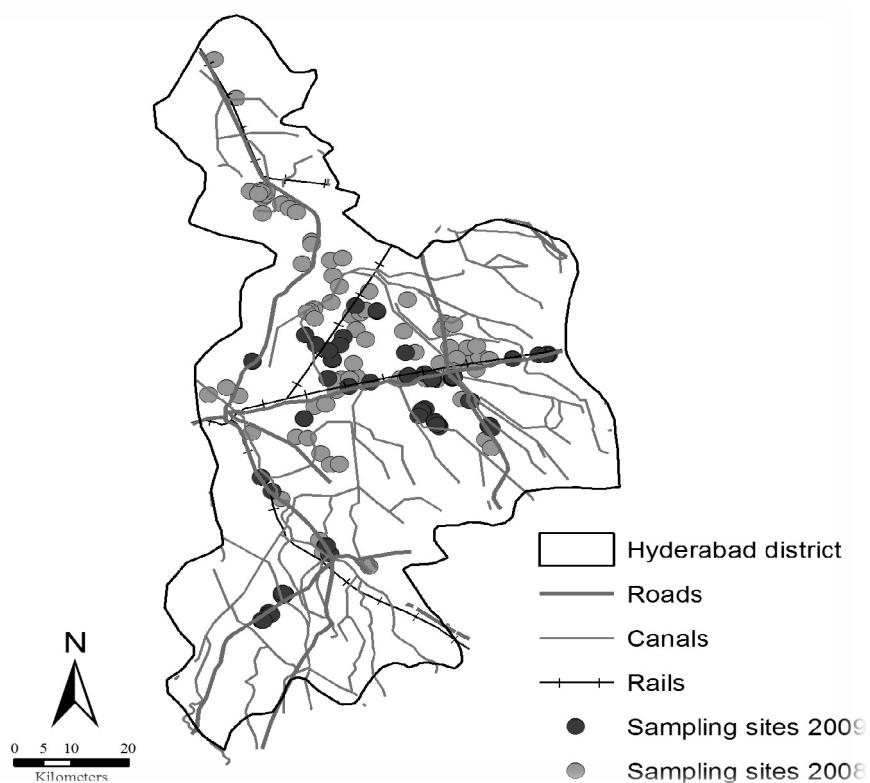 Hyderabad district
Roads
Canals
Rails
Sampling sites 2009
Sampling sites 2008
N
0 5 10 20
Kilometers